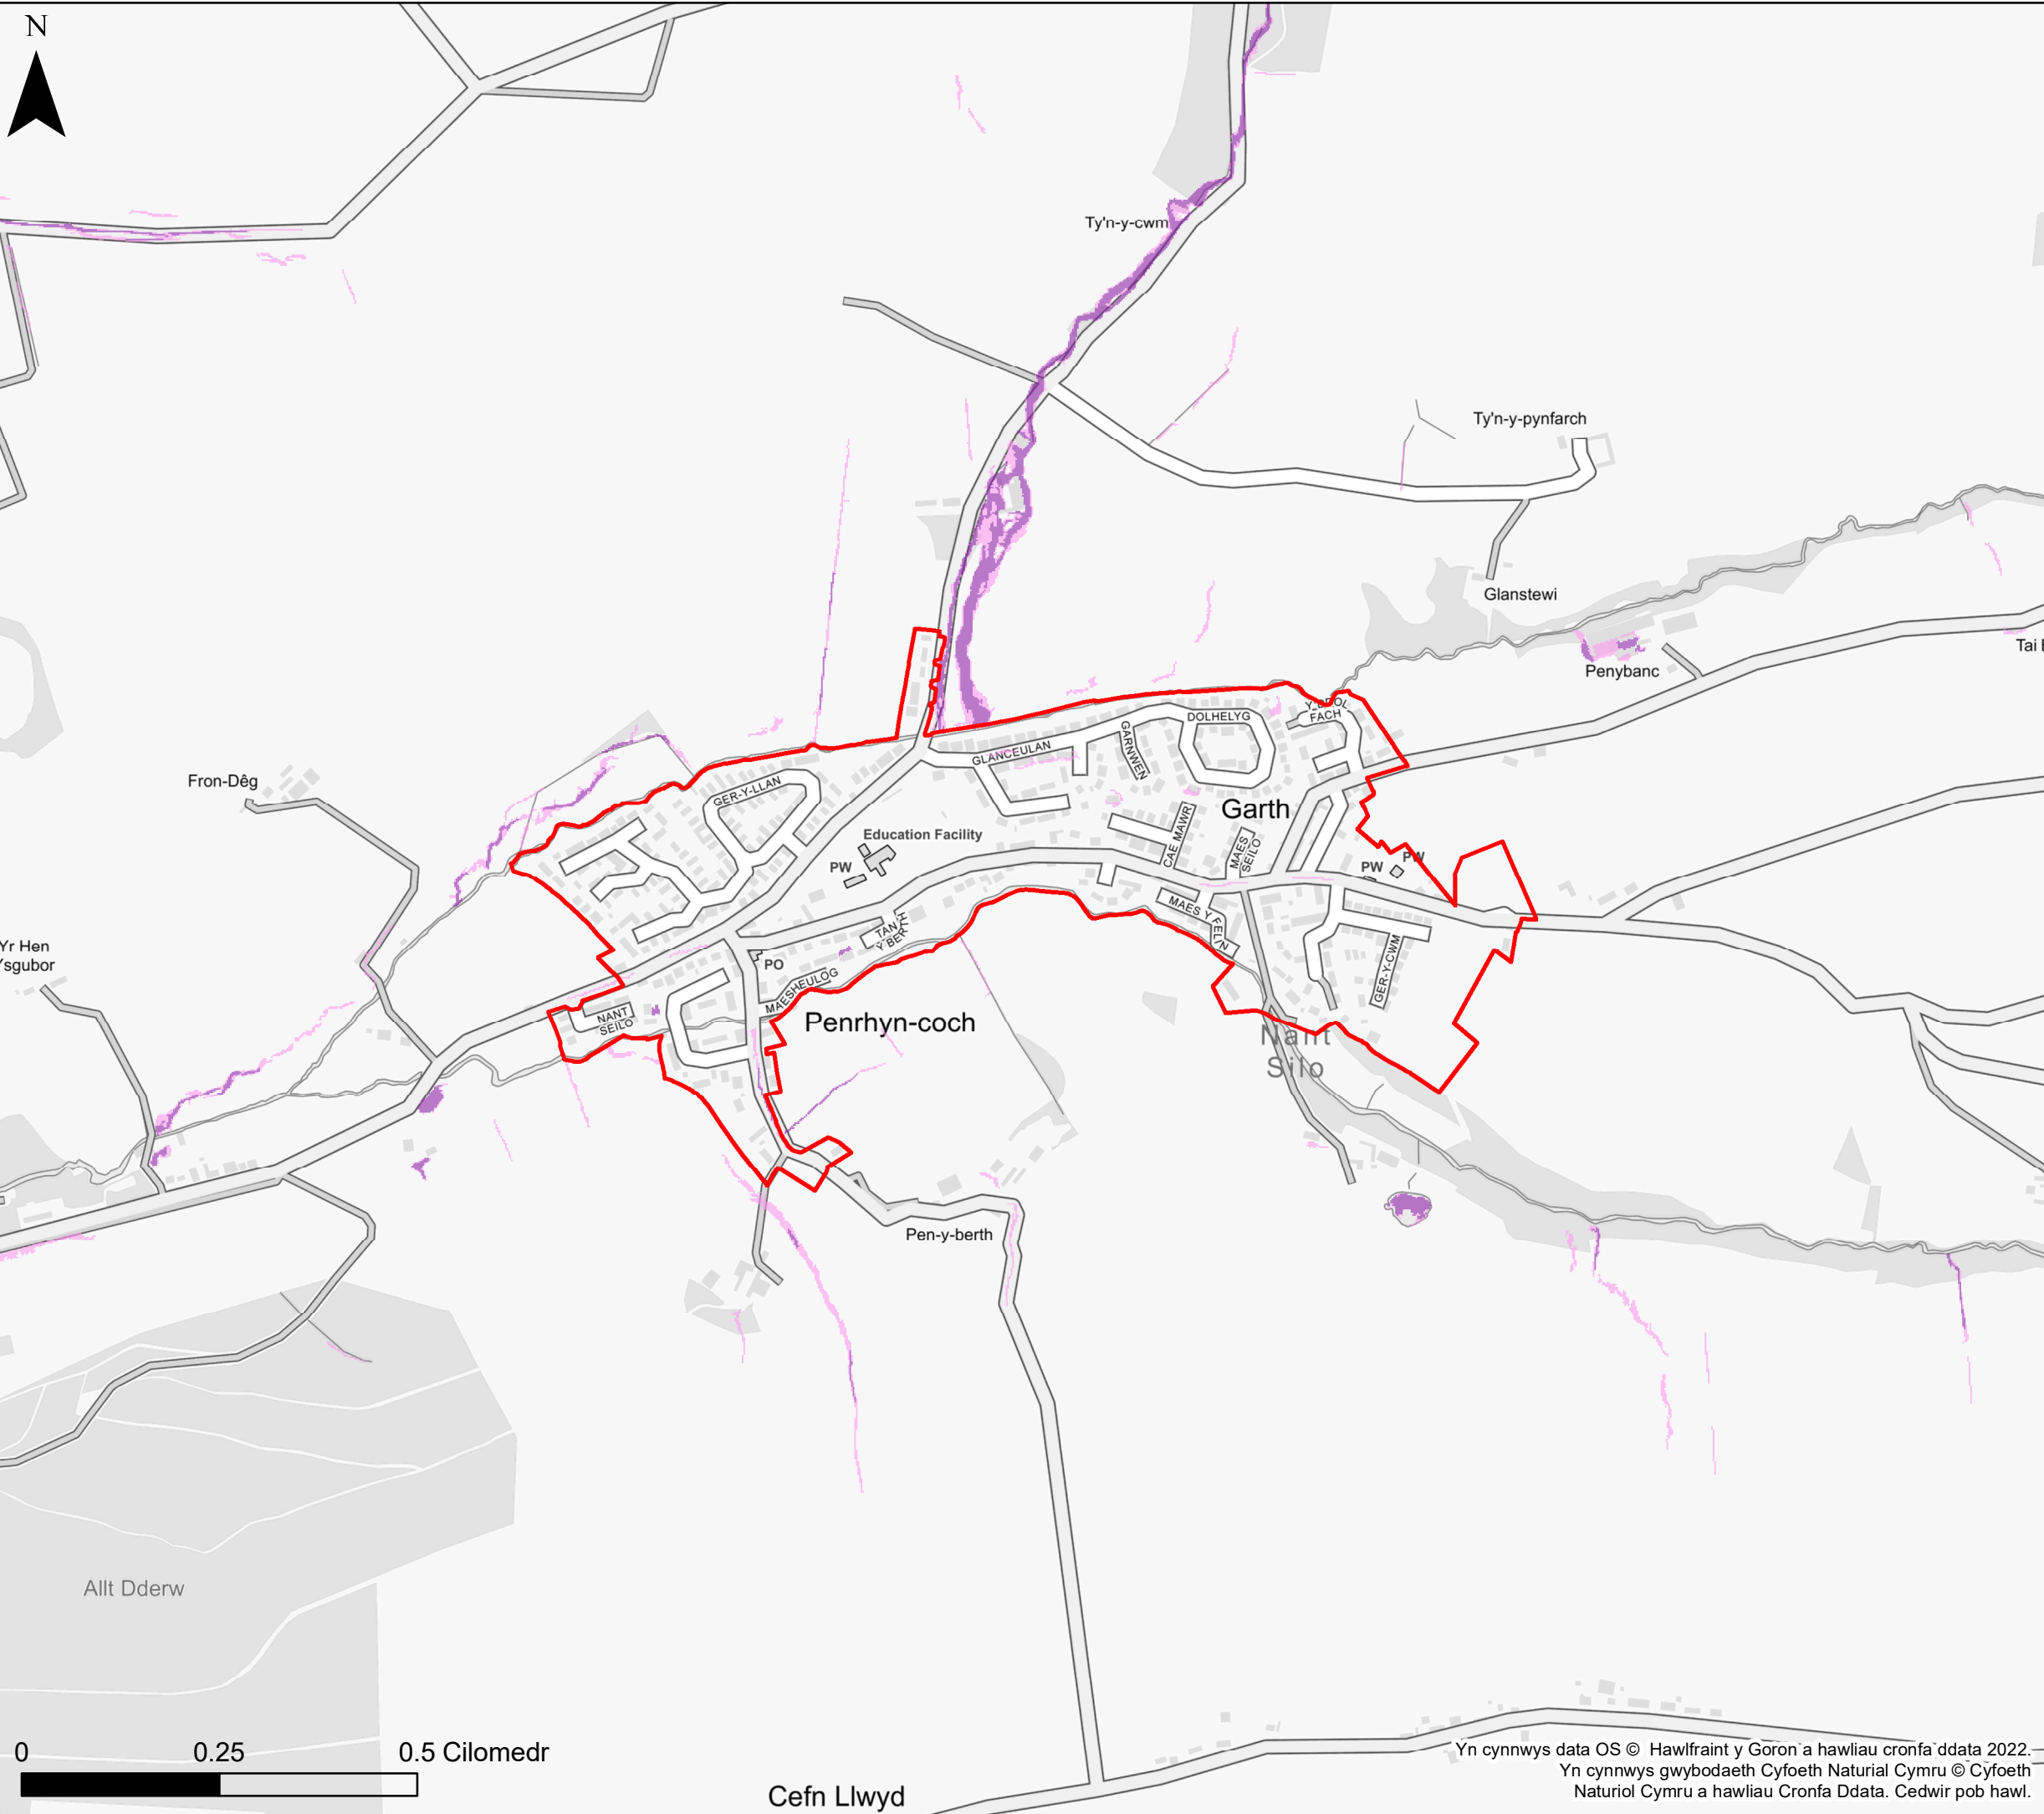 N
Ty'n-y-cwm
Ty'n-y-pynfarch
Glanstewi
Penybanc
Tai
Y DDOL
FACH
DOLHELYG
GARNWEN
GLANCEULAN
Fron-Dêg
GER-Y-LLAN
Garth
Education Facility
CAE MAWR
MAES
SEILO
PW
PW
PW
MAES Y FELIN
TAN
Y BERTH
GER-Y-CWM
Yr Hen
Ysgubor
PO
MAESHEULOG
NANT
SEILO
Penrhyn-coch
Nant
Silo
Pen-y-berth
Allt Dderw
0 0.25 0.5 Cilomedr
Cefn Llwyd
Yn cynnwys data OS © Hawlfraint y Goron a hawliau cronfa ddata 2022.
Yn cynnwys gwybodaeth Cyfoeth Naturial Cymru © Cyfoeth
Naturiol Cymru a hawliau Cronfa Ddata. Cedwir pob hawl.